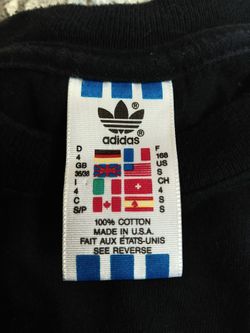 ®
adidas®
D F
4 168
GB US
36/38 S
I CH
4 4
C S
S/P S
100% COTTON
MADE IN U.S.A.
FAIT AUX ÉTATS-UNIS
SEE REVERSE